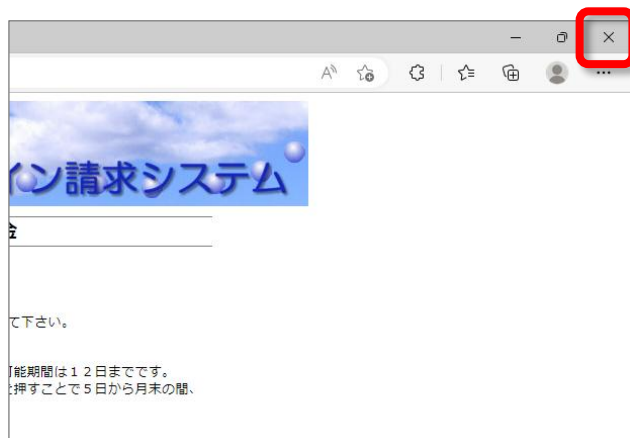 イン請求システム
て下さい。
可能期間は１２日までです。
と押すことで５日から月末の間、